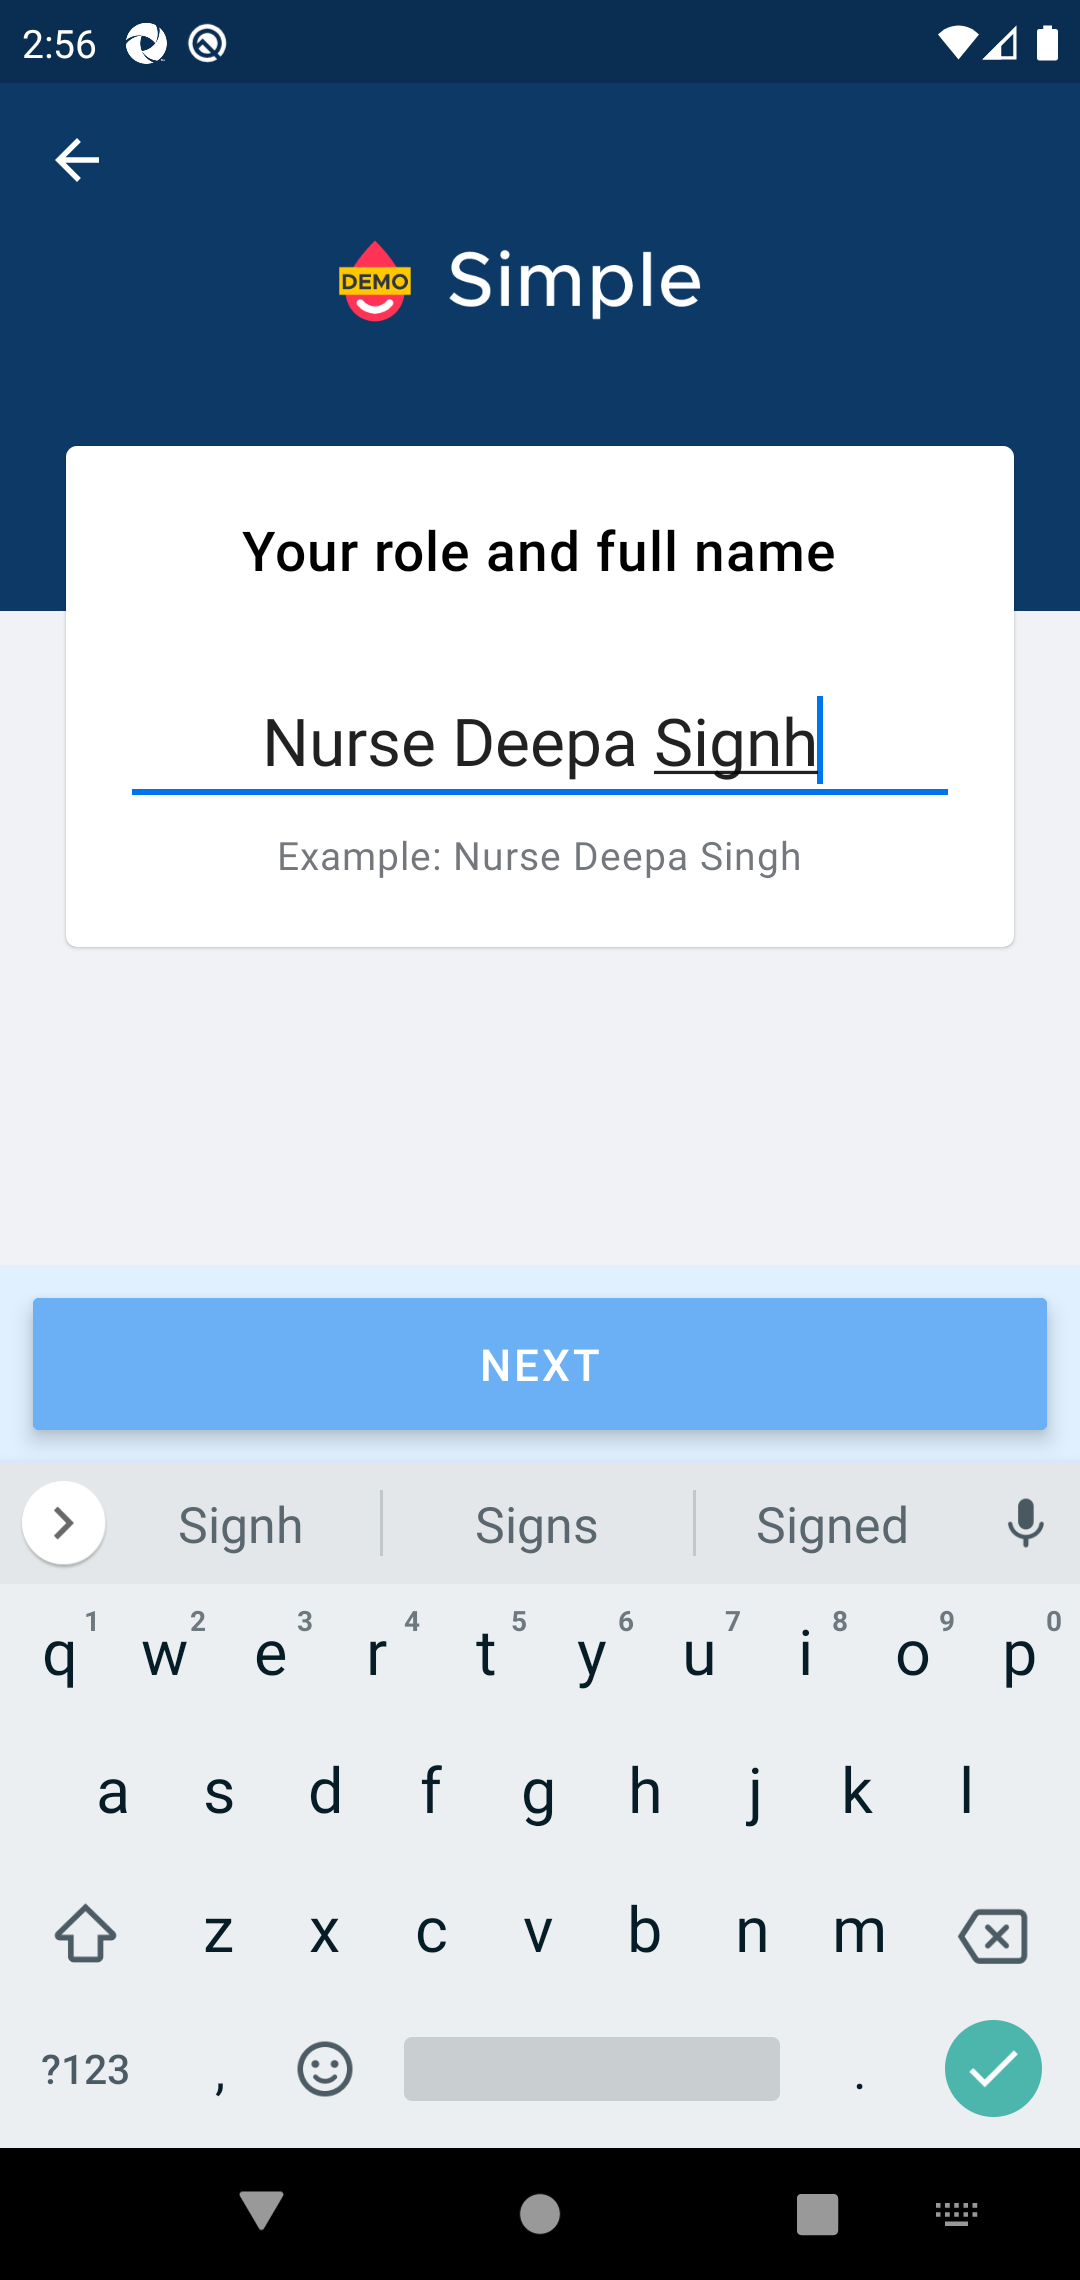 2:56
DEMO Simple
Your role and full name
Nurse Deepa Signh
Example: Nurse Deepa Singh
NEXT
Signh Signs Signed
1 2 3 4 5 6 7 8 9 0
q w e r t y u i o p
a s d f g h j k l
z x c v b n m
?123 , .